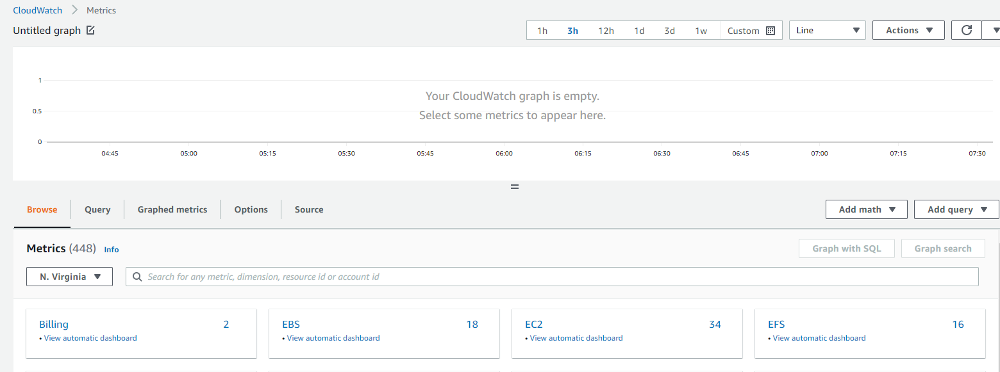 CloudWatch Metrics
Untitled graph
1h 3h 12h 1d 3d 1w Custom Line Actions
1
Your CloudWatch graph is empty.
0.5
Select some metrics to appear here.
0
04:45 05:00 05:15 05:30 05:45 06:00 06:15 06:30 06:45 07:00 07:15 07:30
Browse Query Graphed metrics Options Source Add math Add query
Metrics (448) Info Graph with SQL Graph search
N. Virginia Search for any metric, dimension, resource id or account id
Billing 2 EBS 18 EC2 34 EFS 16
• View automatic dashboard • View automatic dashboard • View automatic dashboard • View automatic dashboard